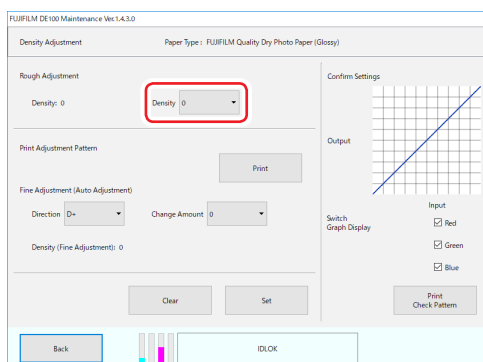 FUJIFILM DE100 Maintenance Ver.1.4.3.0
Density Adjustment
Paper Type : FUJIFILM Quality Dry Photo Paper (Glossy)
Rough Adjustment
Density: 0
Density 0
Confirm Settings
Output
Input
Print Adjustment Pattern
Print
Fine Adjustment (Auto Adjustment)
Direction D+
Change Amount 0
Density (Fine Adjustment): 0
Switch
Graph Display
Red
Green
Blue
Clear
Set
Print
Check Pattern
Back
IDLOK